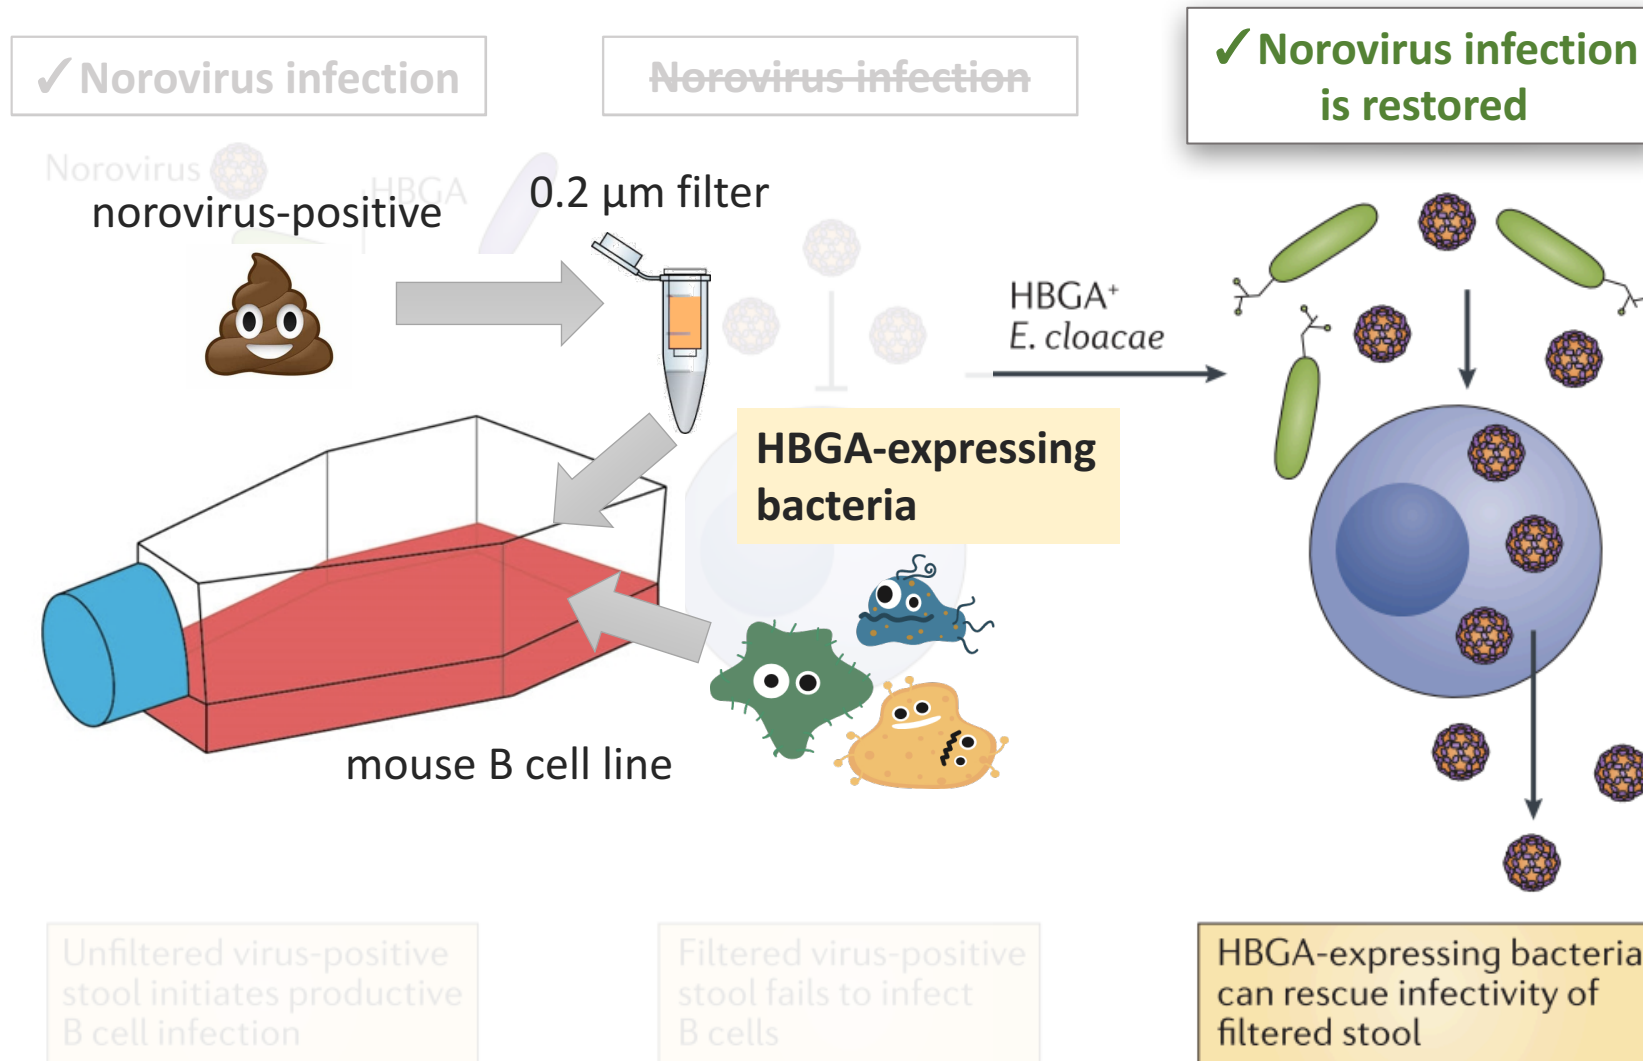 ✓Norovirus infection
Norovirus infection
✓Norovirus infection
is restored
Norovirus
HBGA
norovirus-positive
0.2 µm filter
HBGA⁺
E. cloacae
HBGA-expressing
bacteria
mouse B cell line
Unfiltered virus-positive
stool initiates productive
B cell infection
Filtered virus-positive
stool fails to infect
B cells
HBGA-expressing bacteria
can rescue infectivity of
filtered stool